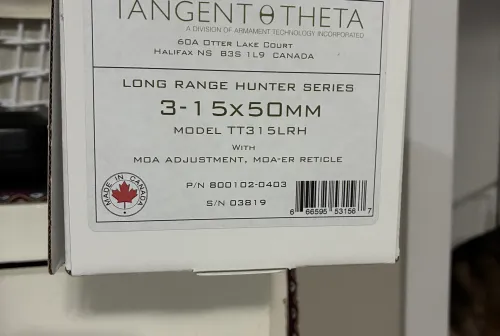 TANGENT θ THETA
A DIVISION OF ARMAMENT TECHNOLOGY INCORPORATED
60A Otter Lake Court
Halifax NS B3S 1L9 CANADA
LONG RANGE HUNTER SERIES
3-15x50mm
MODEL TT315LRH
With
MOA ADJUSTMENT, MOA-ER RETICLE
MADE IN CANADA
P/N 800102-0403
S/N 03819
6 66595 53156 7